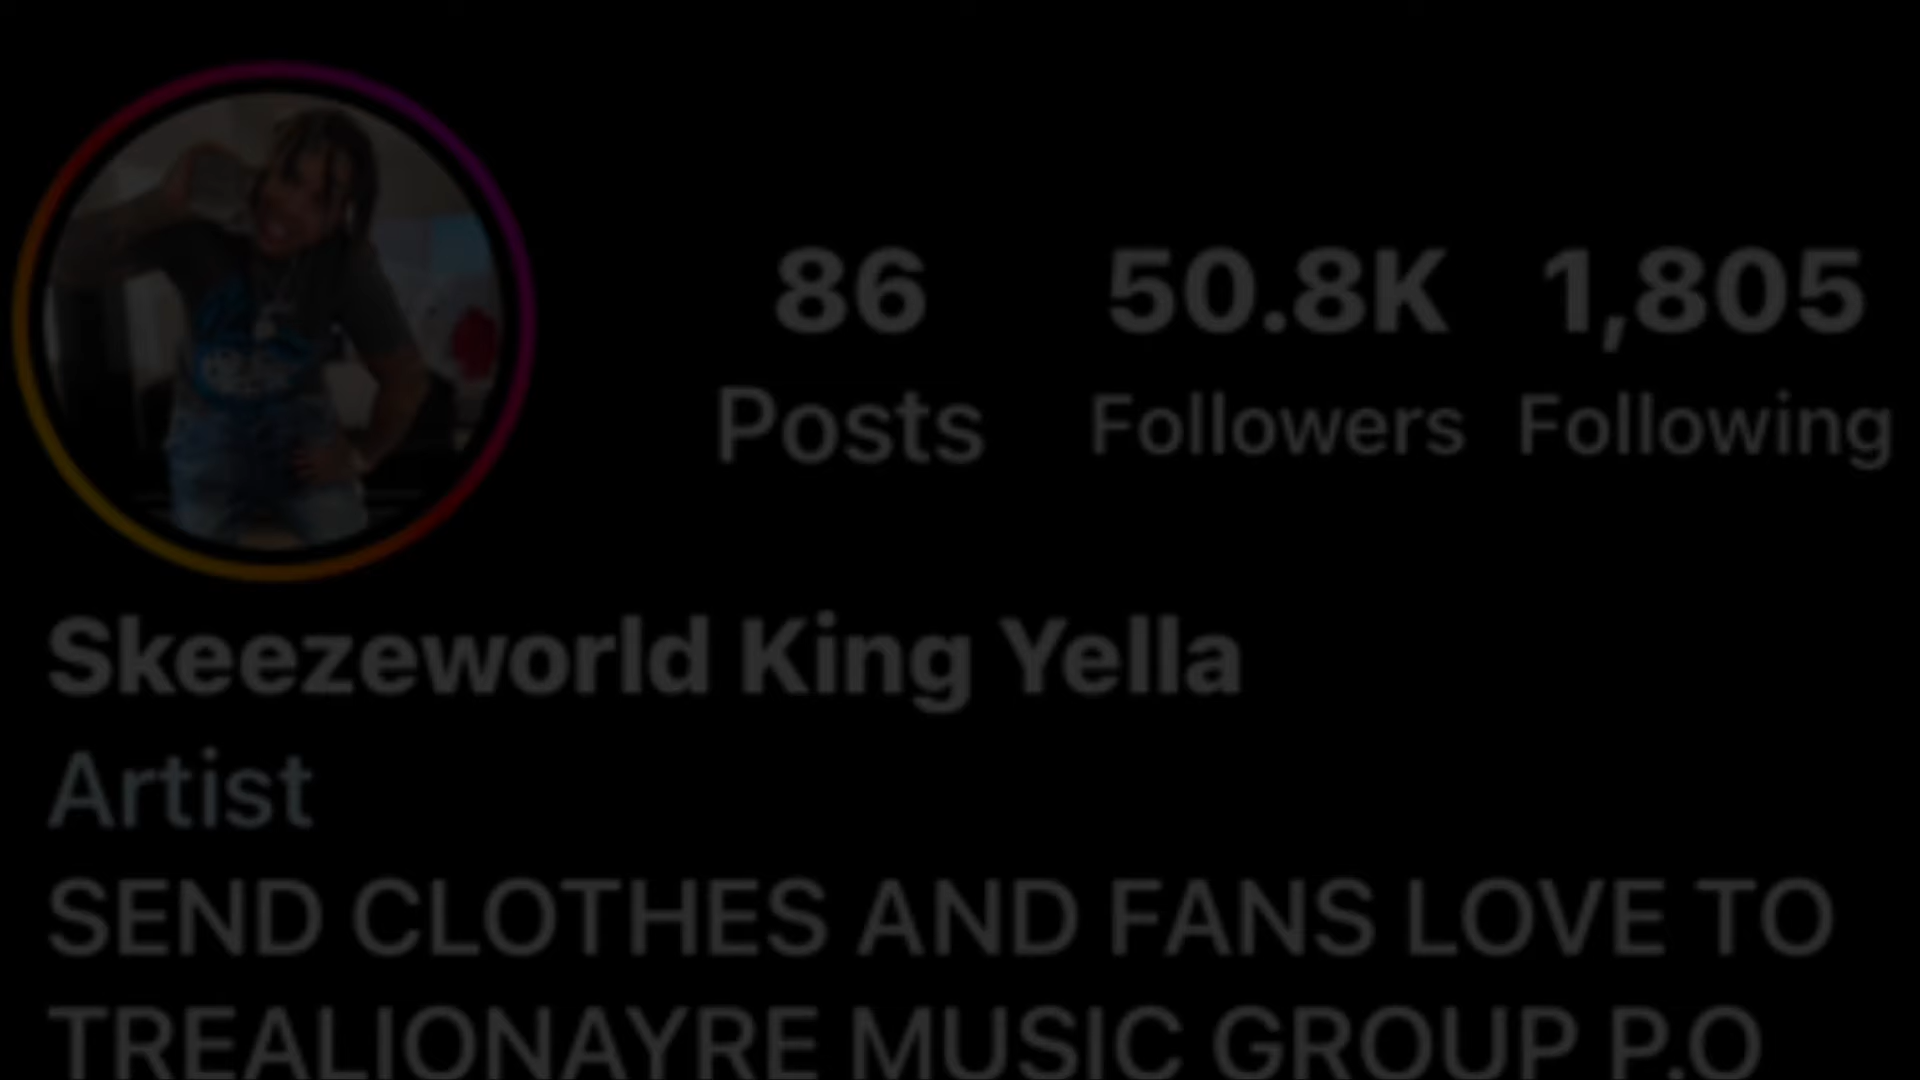 86 50.8K 1,805
Posts Followers Following
Skeezeworld King Yella
Artist
SEND CLOTHES AND FANS LOVE TO
TREALIONAYRE MUSIC GROUP P.O